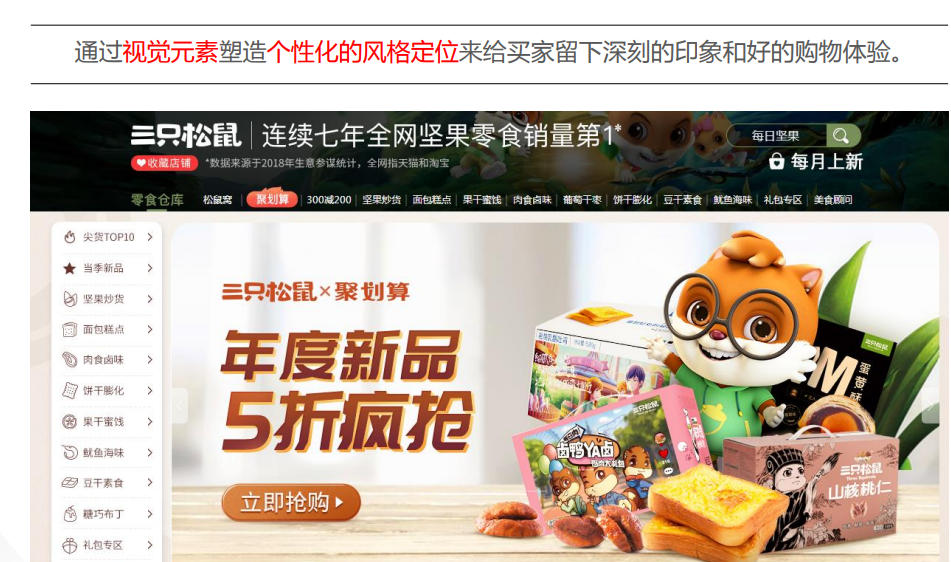 通过视觉元素塑造个性化的风格定位来给买家留下深刻的印象和好的购物体验。
三只松鼠 | 连续七年全网坚果零食销量第1*
每日坚果
收藏店铺 *数据来源于2018年生意参谋统计，全网指天猫和淘宝
每月上新
零食仓库 松鼠窝 | 聚划算 | 300减200 | 坚果炒货 | 面包糕点 | 果干蜜饯 | 肉食卤味 | 葡萄干枣 | 饼干膨化 | 豆干素食 | 鱿鱼海味 | 礼包专区 | 美食顾问
尖货TOP10 >
当季新品 >
坚果炒货 >
面包糕点 >
肉食卤味 >
饼干膨化 >
果干蜜饯 >
鱿鱼海味 >
豆干素食 >
糖巧布丁 >
礼包专区 >
三只松鼠×聚划算
年度新品
5折疯抢
立即抢购
三只松鼠
M
蛋黄酥
三只松鼠
卤鸭YA卤
三只松鼠
山核桃仁